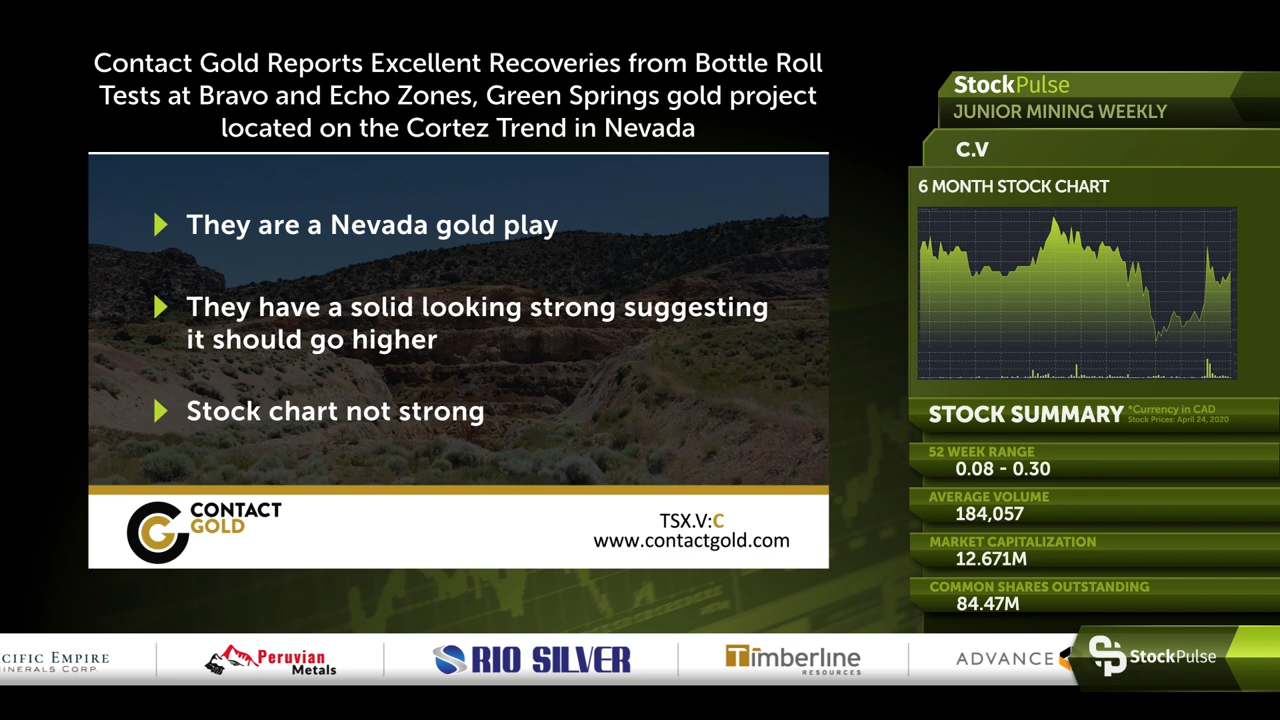 Contact Gold Reports Excellent Recoveries from Bottle Roll
Tests at Bravo and Echo Zones, Green Springs gold project
located on the Cortez Trend in Nevada
They are a Nevada gold play
They have a solid looking strong suggesting
it should go higher
Stock chart not strong
CONTACT
GOLD
TSX.V:C
www.contactgold.com
StockPulse
JUNIOR MINING WEEKLY
C.V
6 MONTH STOCK CHART
STOCK SUMMARY
*Currency in CAD
Stock Prices: April 24, 2020
52 WEEK RANGE
0.08 - 0.30
AVERAGE VOLUME
184,057
MARKET CAPITALIZATION
12.671M
COMMON SHARES OUTSTANDING
84.47M
CIFIC EMPIRE
INERALS CORP.
Peruvian
Metals
RIO SILVER
Timberline
RESOURCES
ADVANCE
StockPulse